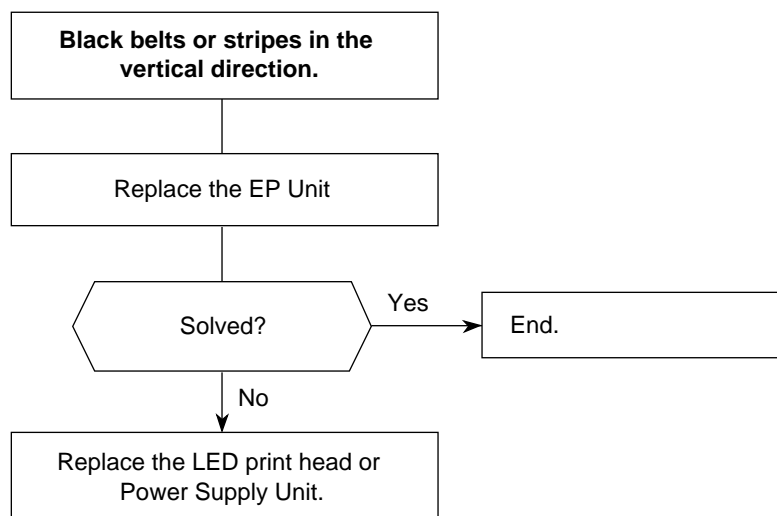 Black belts or stripes in the
vertical direction.
Replace the EP Unit
Solved?
Yes
End.
No
Replace the LED print head or
Power Supply Unit.